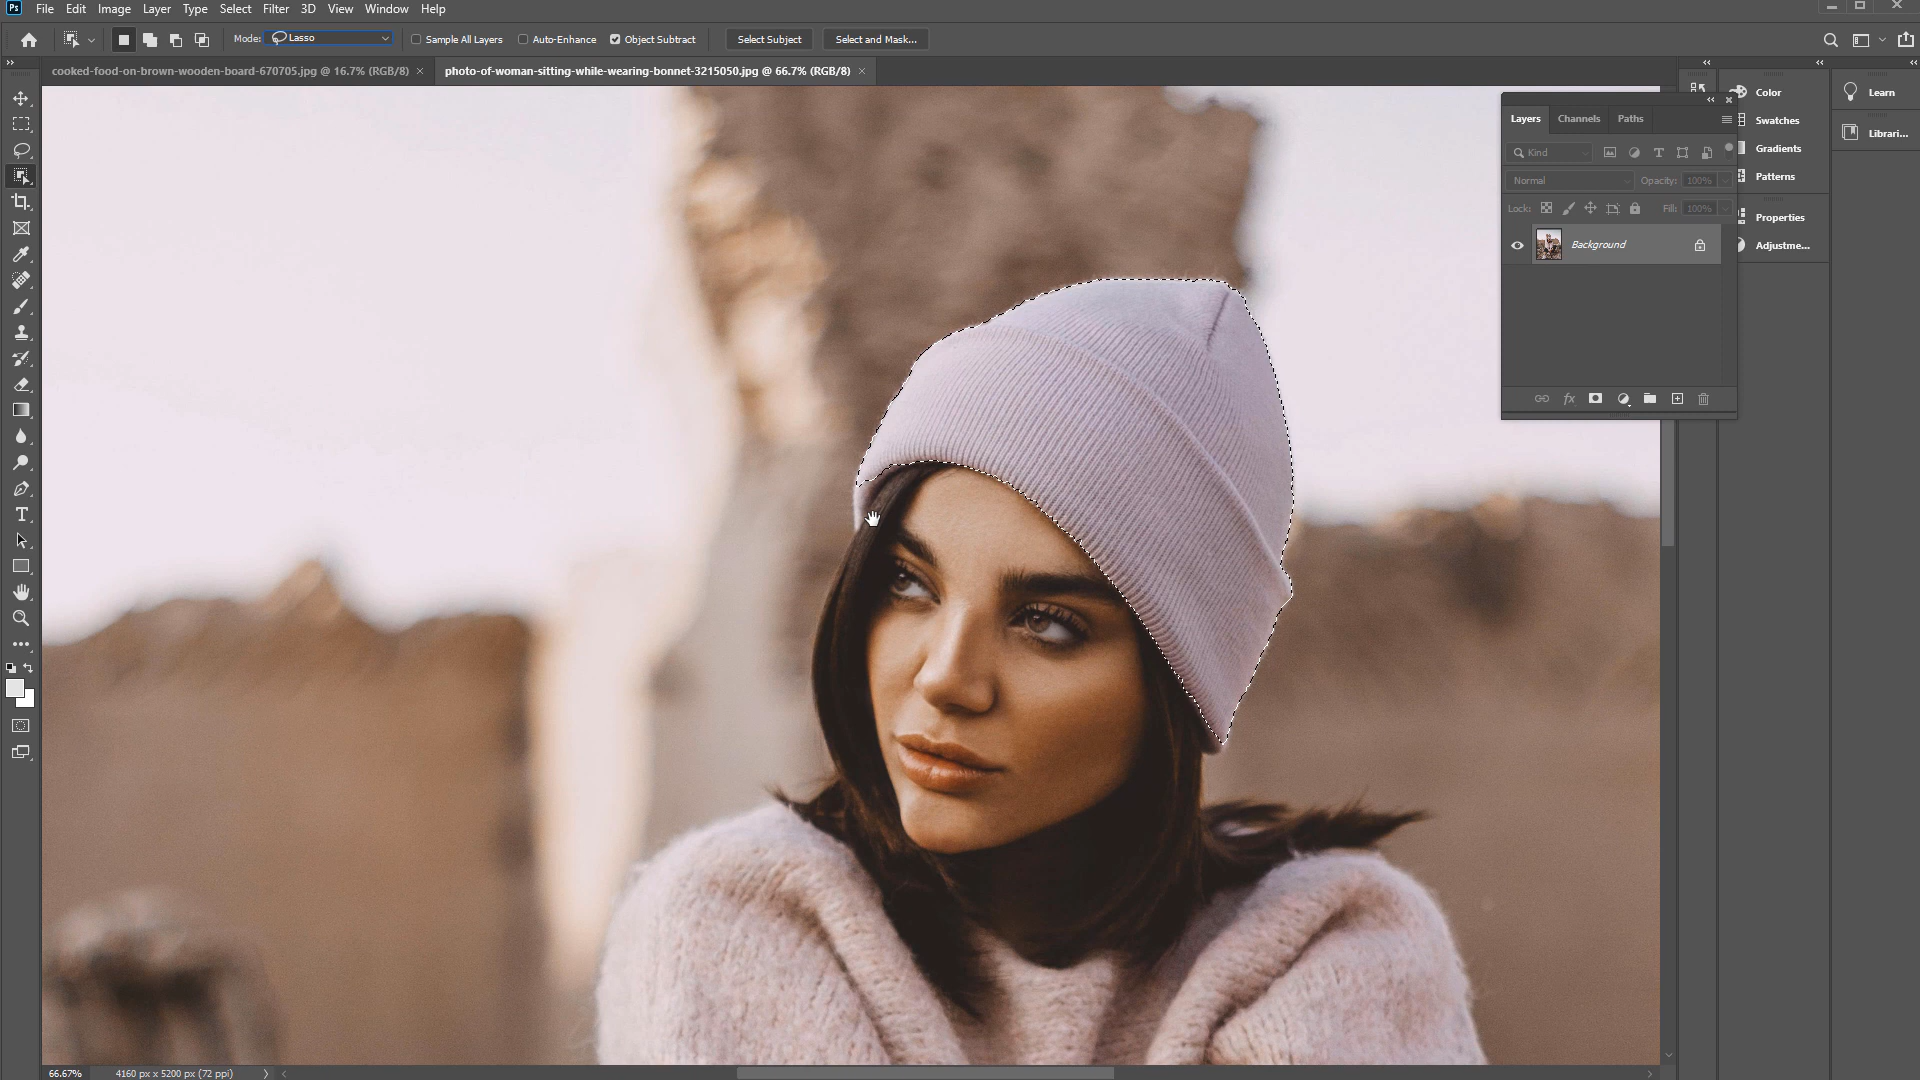 Ps File Edit Image Layer Type Select Filter 3D View Window Help
Mode: Lasso Sample All Layers Auto-Enhance Object Subtract Select Subject Select and Mask...
cooked-food-on-brown-wooden-board-670705.jpg @ 16.7% (RGB/8) photo-of-woman-sitting-while-wearing-bonnet-3215050.jpg @ 66.7% (RGB/8)
Layers Channels Paths
Kind
Normal Opacity: 100%
Lock: Fill: 100%
Background
Color
Swatches
Gradients
Patterns
Properties
Adjustme...
Learn
Librari...
66.67% 4160 px x 5200 px (72 ppi)